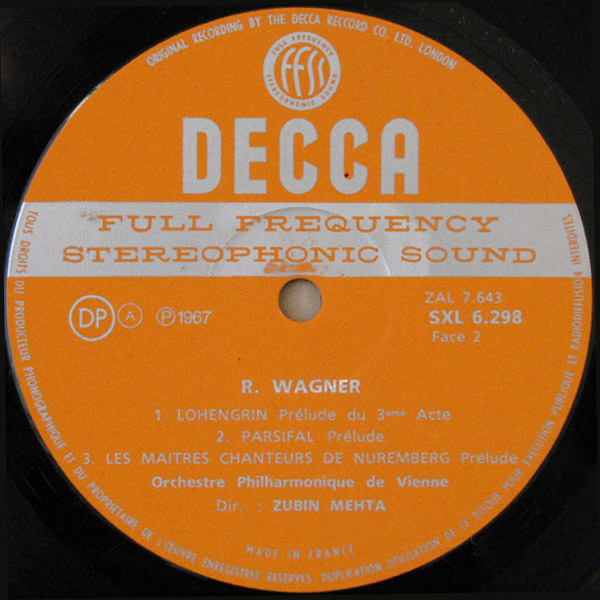 ORIGINAL RECORDING BY THE DECCA RECCORD CO. LTD. LONDON
FULL FREQUENCY
ffss
STEREOPHONIC SOUND
DECCA
FULL FREQUENCY
STEREOPHONIC SOUND
DP A ℗1967
ZAL 7.643
SXL 6.298
Face 2
R. WAGNER
1. LOHENGRIN Prélude du 3ème Acte
2. PARSIFAL Prélude
3. LES MAITRES CHANTEURS DE NUREMBERG Prélude
Orchestre Philharmonique de Vienne
Dir. : ZUBIN MEHTA
MADE IN FRANCE
TOUS DROITS DU PRODUCTEUR PHONOGRAPHIQUE ET DU PROPRIETAIRE DE L'ŒUVRE ENREGISTREE RESERVES. DUPLICATION UTILISATION DE CE DISQUE POUR EXECUTION PUBLIQUE ET RADIODIFFUSION INTERDITES